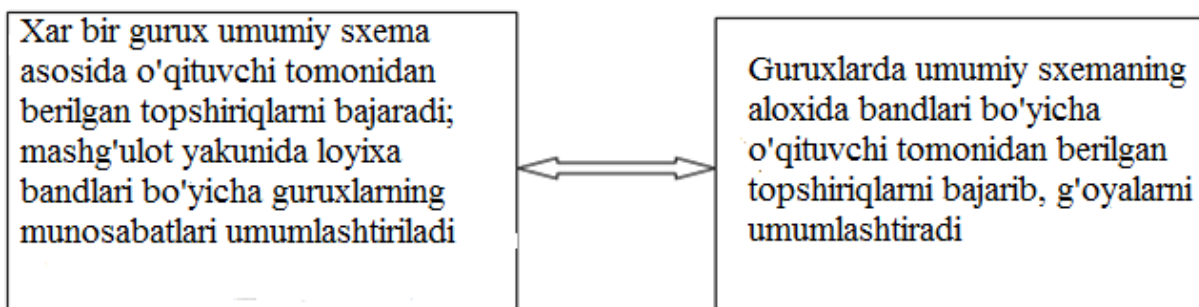 Xar bir gurux umumiy sxema
asosida o'qituvchi tomonidan
berilgan topshiriqlarni bajaradi;
mashg'ulot yakunida loyixa
bandlari bo'yicha guruxlarning
munosabatlari umumlashtiriladi
Guruxlarda umumiy sxemaning
aloxida bandlari bo'yicha
o'qituvchi tomonidan berilgan
topshiriqlarni bajarib, g'oyalarni
umumlashtiradi